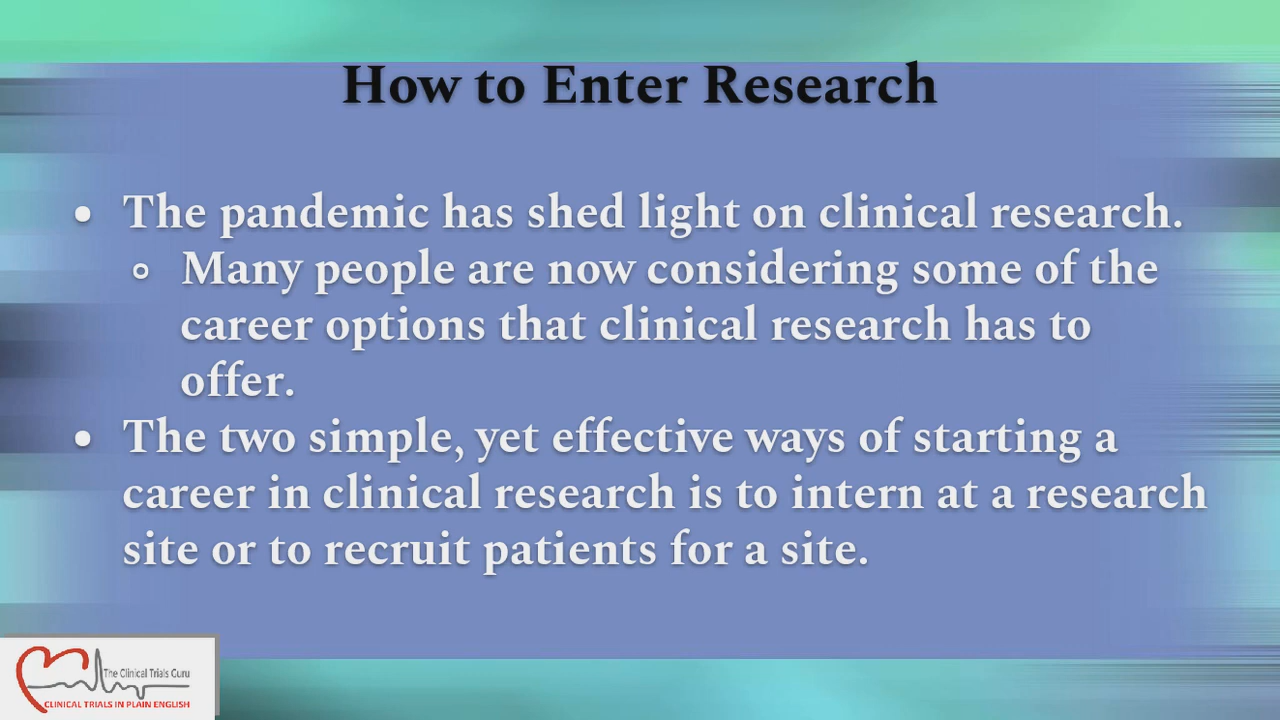 How to Enter Research
• The pandemic has shed light on clinical research.
○ Many people are now considering some of the
career options that clinical research has to
offer.
• The two simple, yet effective ways of starting a
career in clinical research is to intern at a research
site or to recruit patients for a site.
The Clinical Trials Guru
CLINICAL TRIALS IN PLAIN ENGLISH